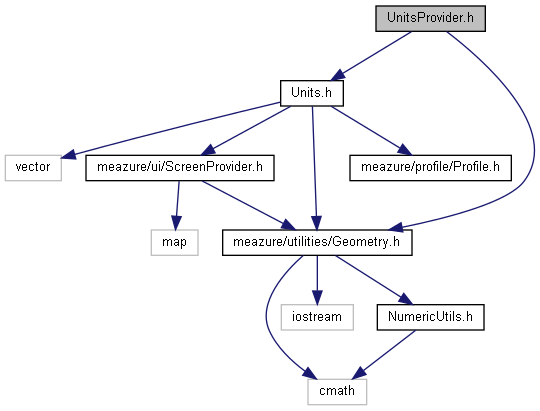 UnitsProvider.h
Units.h
vector
meazure/ui/ScreenProvider.h
meazure/profile/Profile.h
map
meazure/utilities/Geometry.h
iostream
NumericUtils.h
cmath